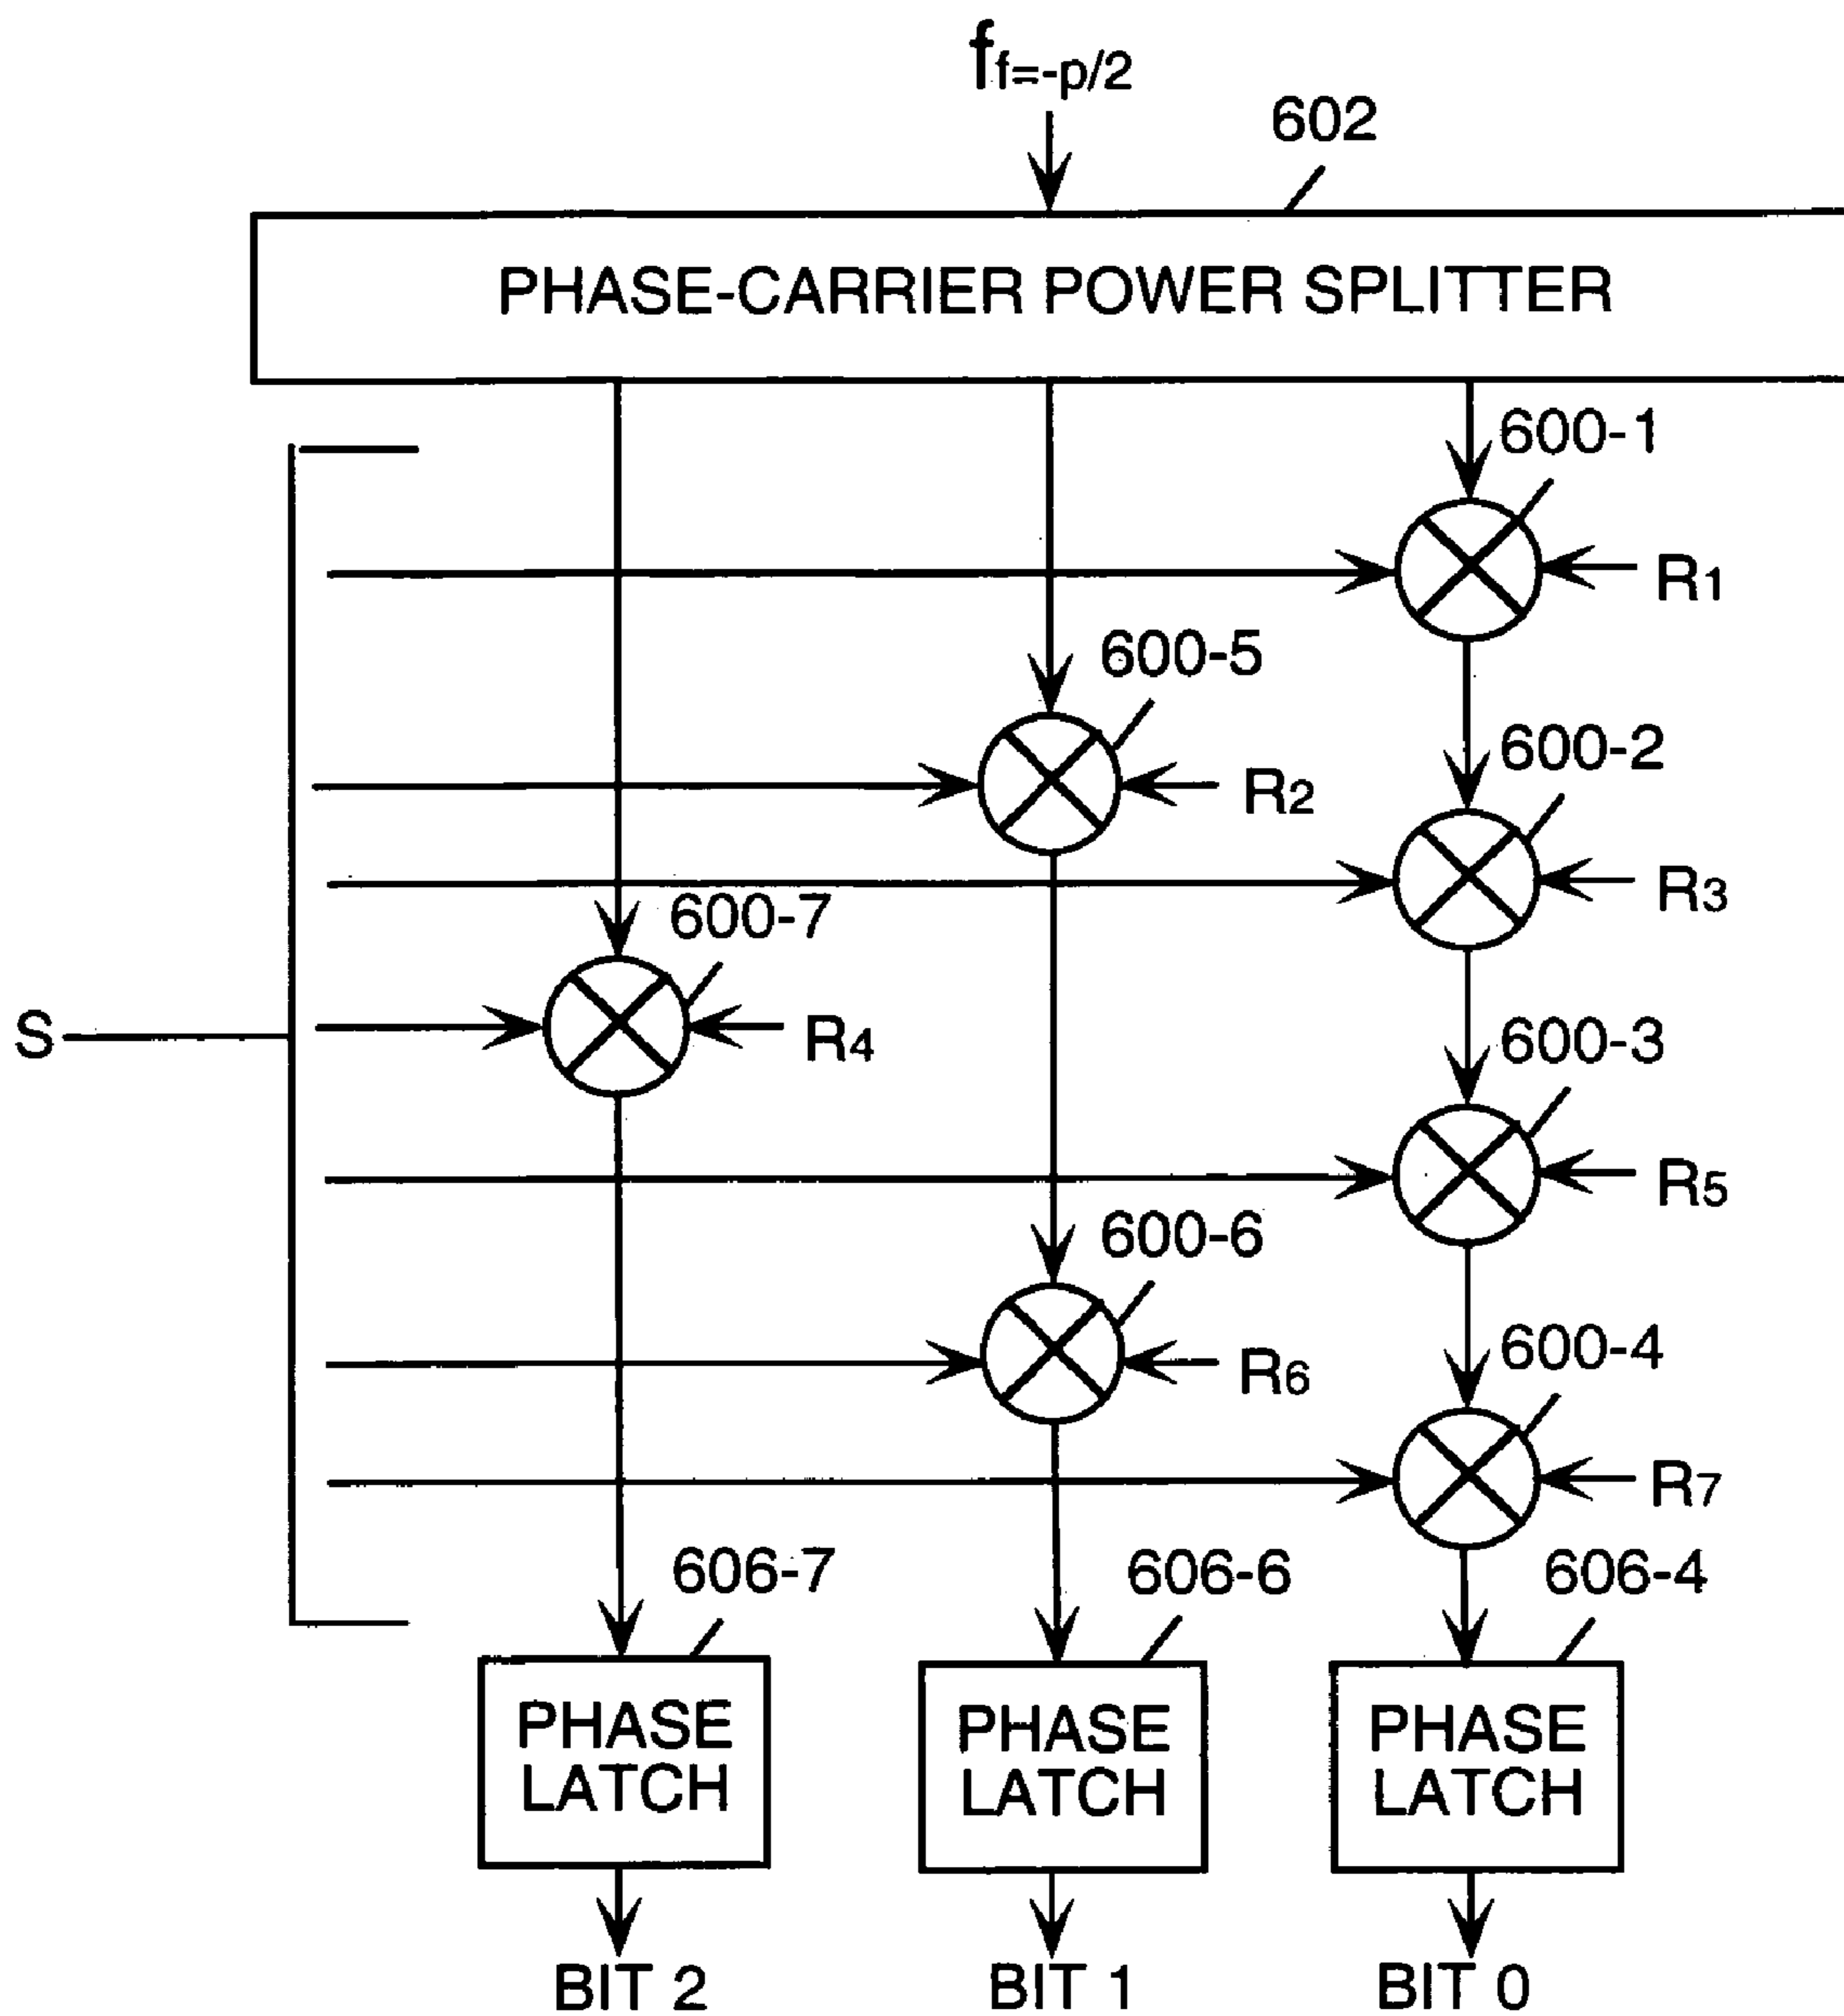 ff=-p/2
602
PHASE-CARRIER POWER SPLITTER
600-1
R1
600-5
600-2
R2
R3
600-7
S
R4
600-3
R5
600-6
600-4
R6
R7
606-7
606-6
606-4
PHASE
LATCH
PHASE
LATCH
PHASE
LATCH
BIT 2
BIT 1
BIT 0